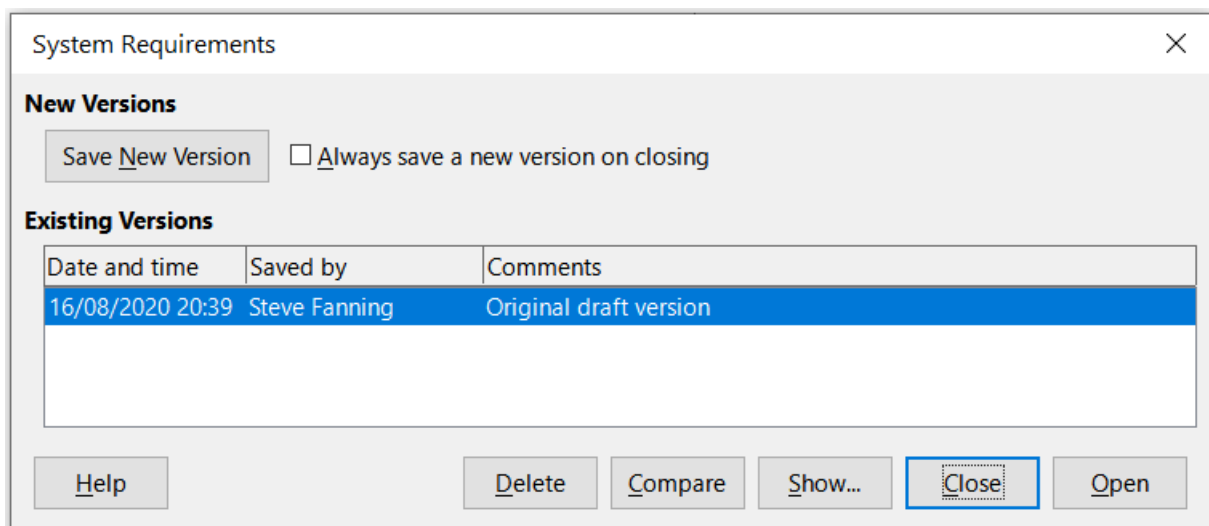 System Requirements
New Versions
Save New Version Always save a new version on closing
Existing Versions
Date and time Saved by Comments
16/08/2020 20:39 Steve Fanning Original draft version
Help Delete Compare Show... Close Open